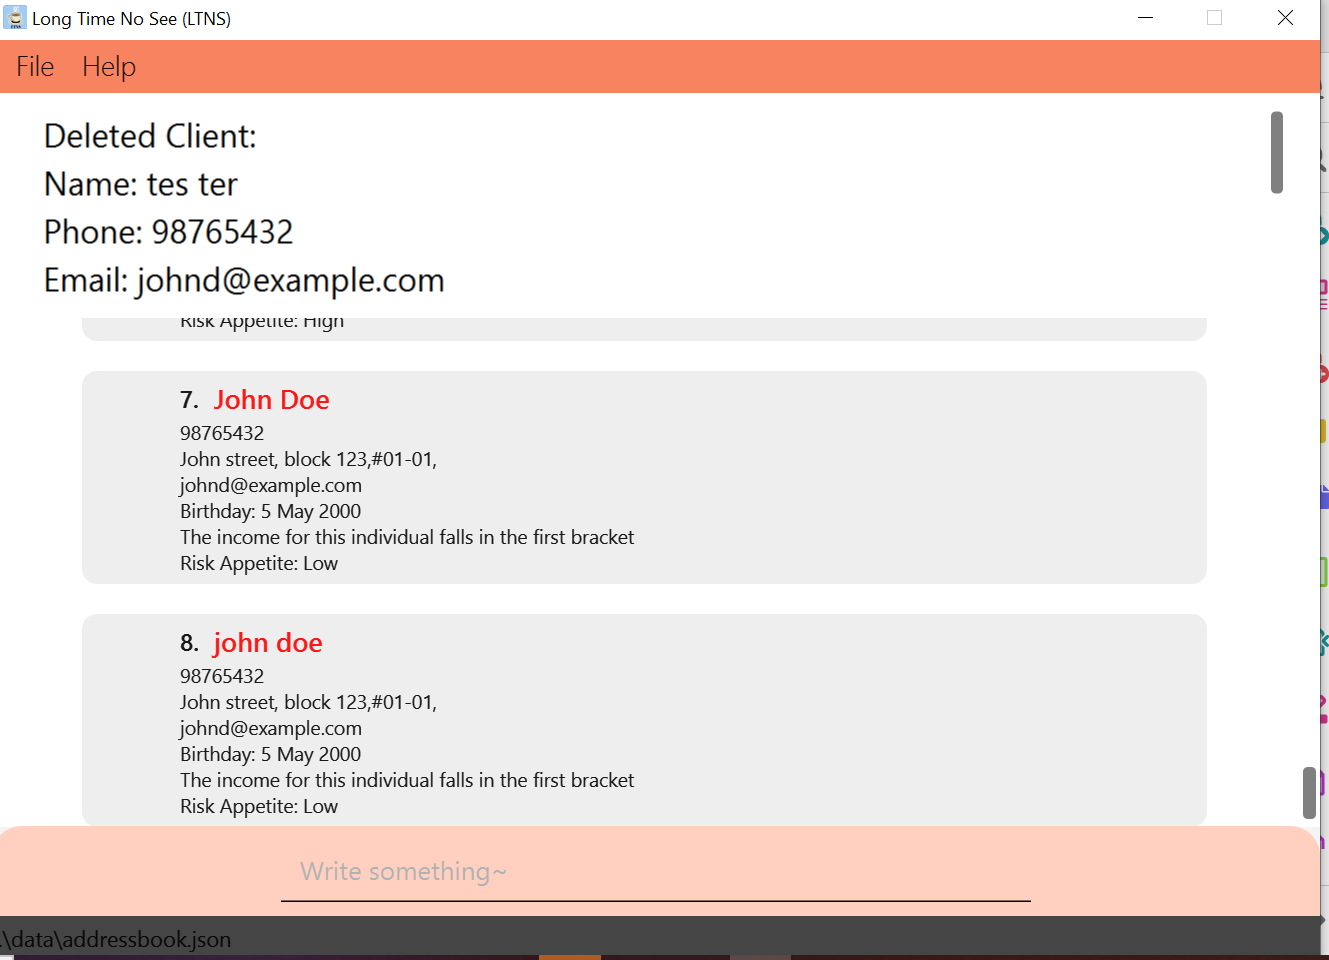 Long Time No See (LTNS)
File Help
Deleted Client:
Name: tes ter
Phone: 98765432
Email: johnd@example.com
Risk Appetite: High
7. John Doe
98765432
John street, block 123,#01-01,
johnd@example.com
Birthday: 5 May 2000
The income for this individual falls in the first bracket
Risk Appetite: Low
8. john doe
98765432
John street, block 123,#01-01,
johnd@example.com
Birthday: 5 May 2000
The income for this individual falls in the first bracket
Risk Appetite: Low
Write something~
.\data\addressbook.json